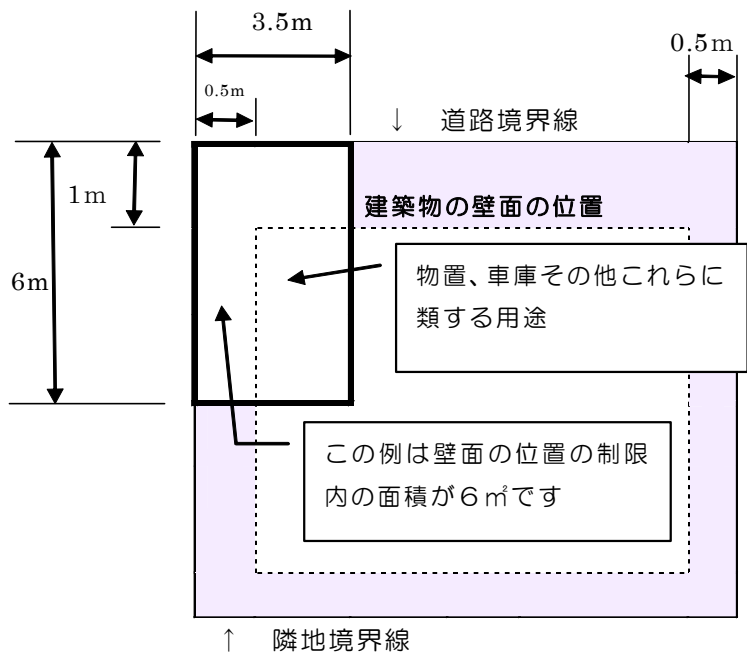 3.5m
0.5m
0.5m
↓ 道路境界線
1m
建築物の壁面の位置
6m
物置、車庫その他これらに
類する用途
この例は壁面の位置の制限
内の面積が6㎡です
↑ 隣地境界線